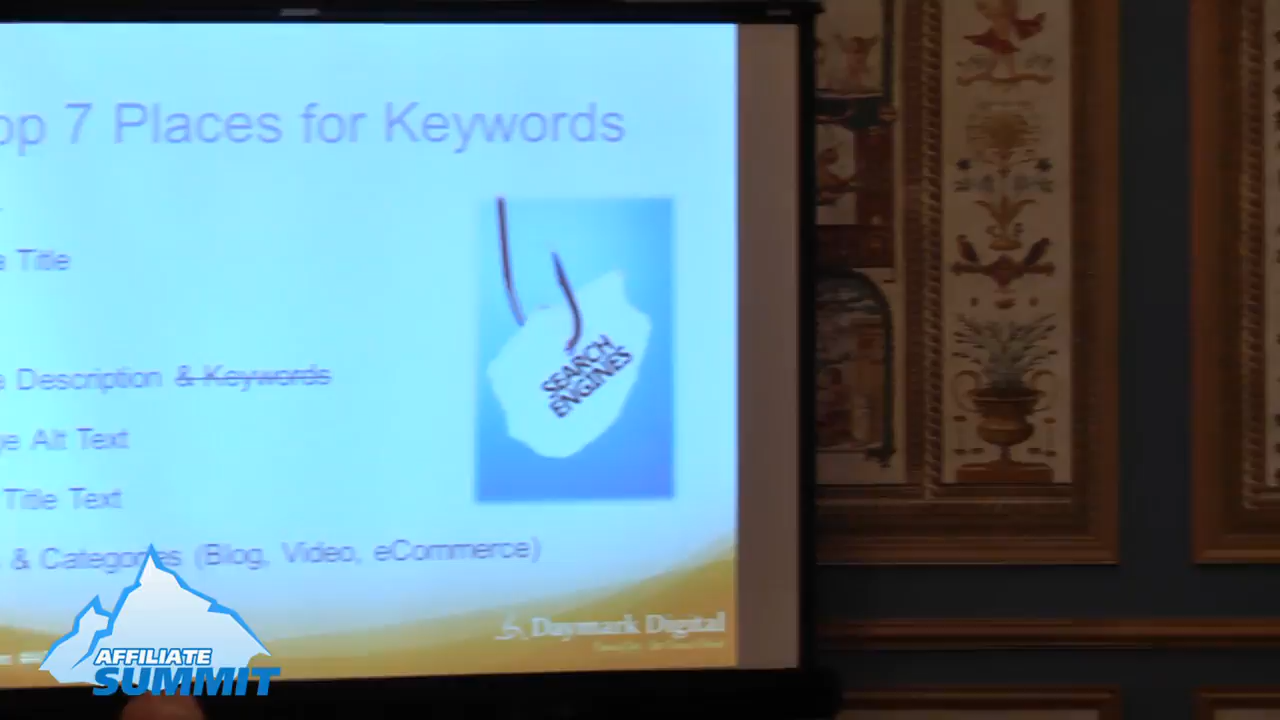 op 7 Places for Keywords
e Title
e Description & Keywords
ge Alt Text
Title Text
s & Categories (Blog, Video, eCommerce)
SEARCH
ENGINES
Daymark Digital
AFFILIATE
SUMMIT